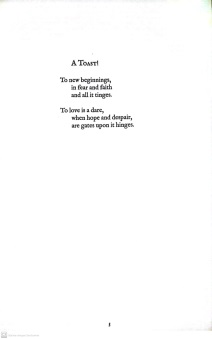 A TOAST!
To new beginnings,
in fear and faith
and all it tinges.
To love is a dare,
when hope and despair,
are gates upon it hinges.